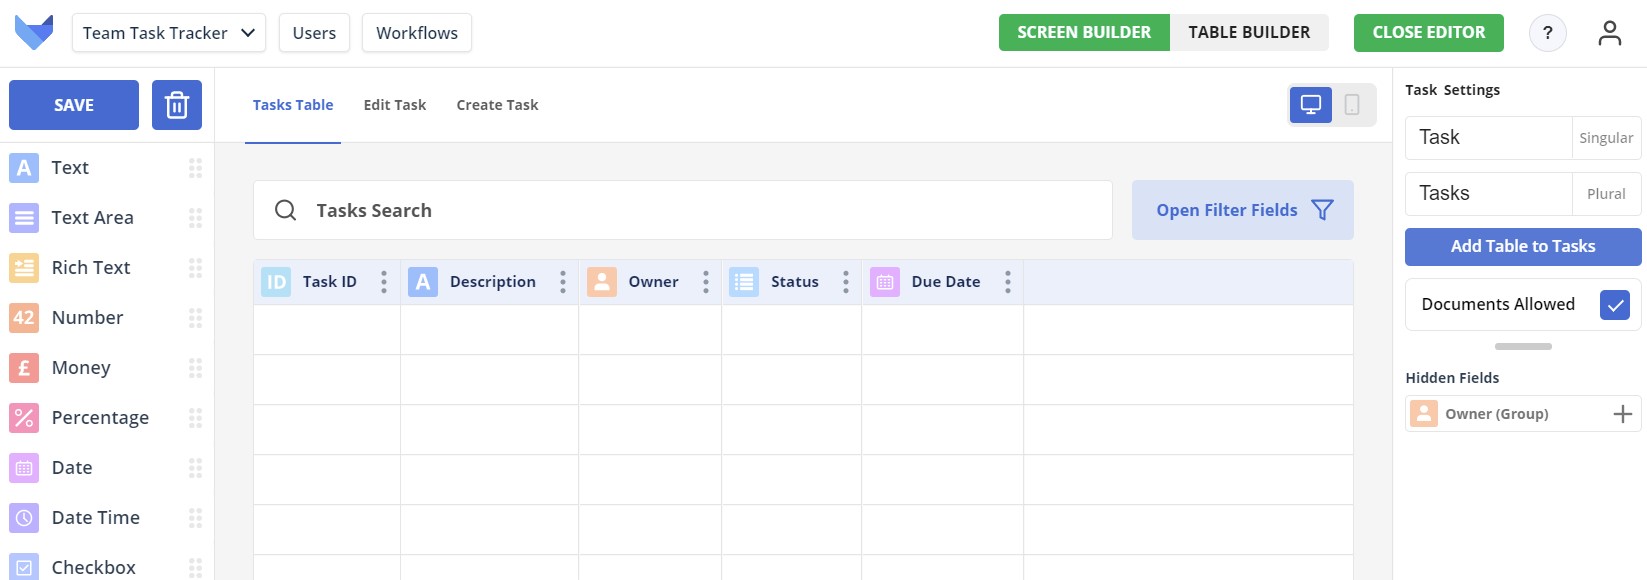 Team Task Tracker
Users
Workflows
SCREEN BUILDER
TABLE BUILDER
CLOSE EDITOR
?
SAVE
Tasks Table
Edit Task
Create Task
Task Settings
A Text
Text Area
Rich Text
42 Number
£ Money
Percentage
Date
Date Time
Checkbox
Tasks Search
Open Filter Fields
ID Task ID
A Description
Owner
Status
Due Date
Task
Singular
Tasks
Plural
Add Table to Tasks
Documents Allowed
Hidden Fields
Owner (Group)